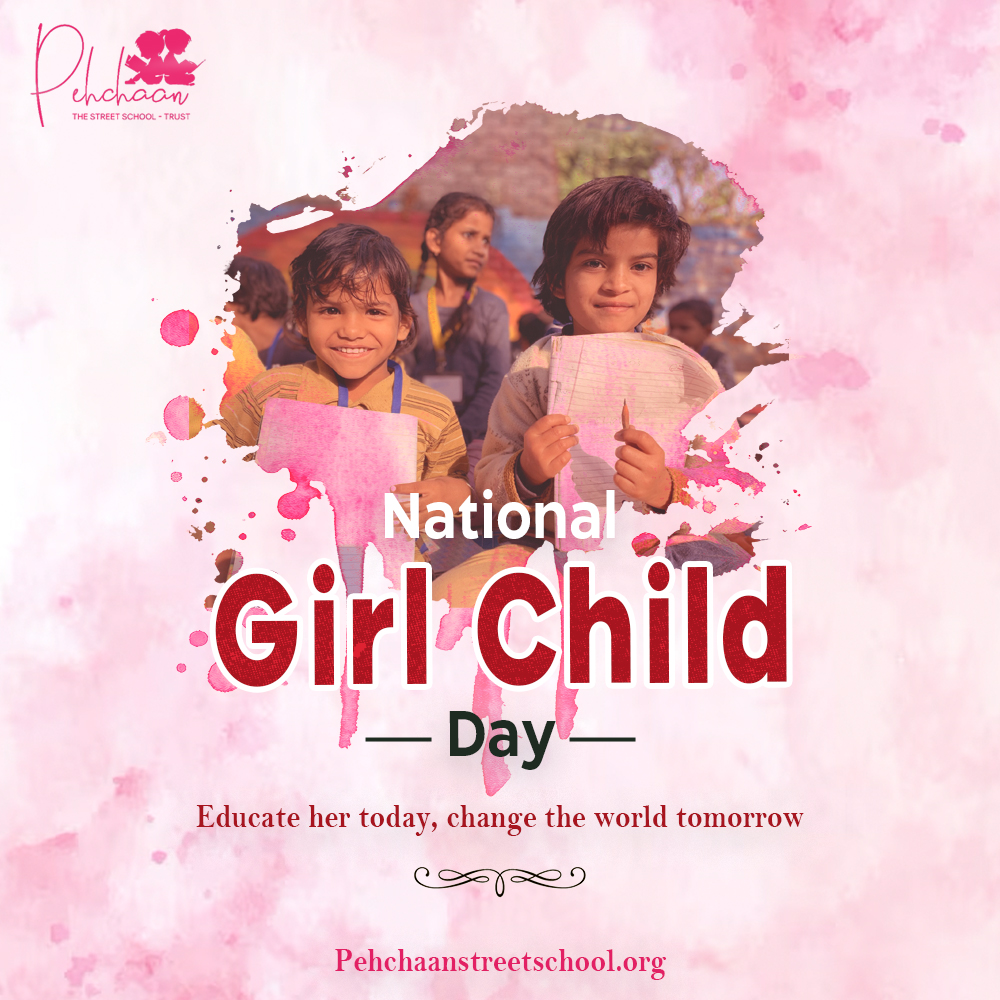 Pehchaan
THE STREET SCHOOL - TRUST
National
Girl Child
Day
Educate her today, change the world tomorrow
Pehchaanstreetschool.org